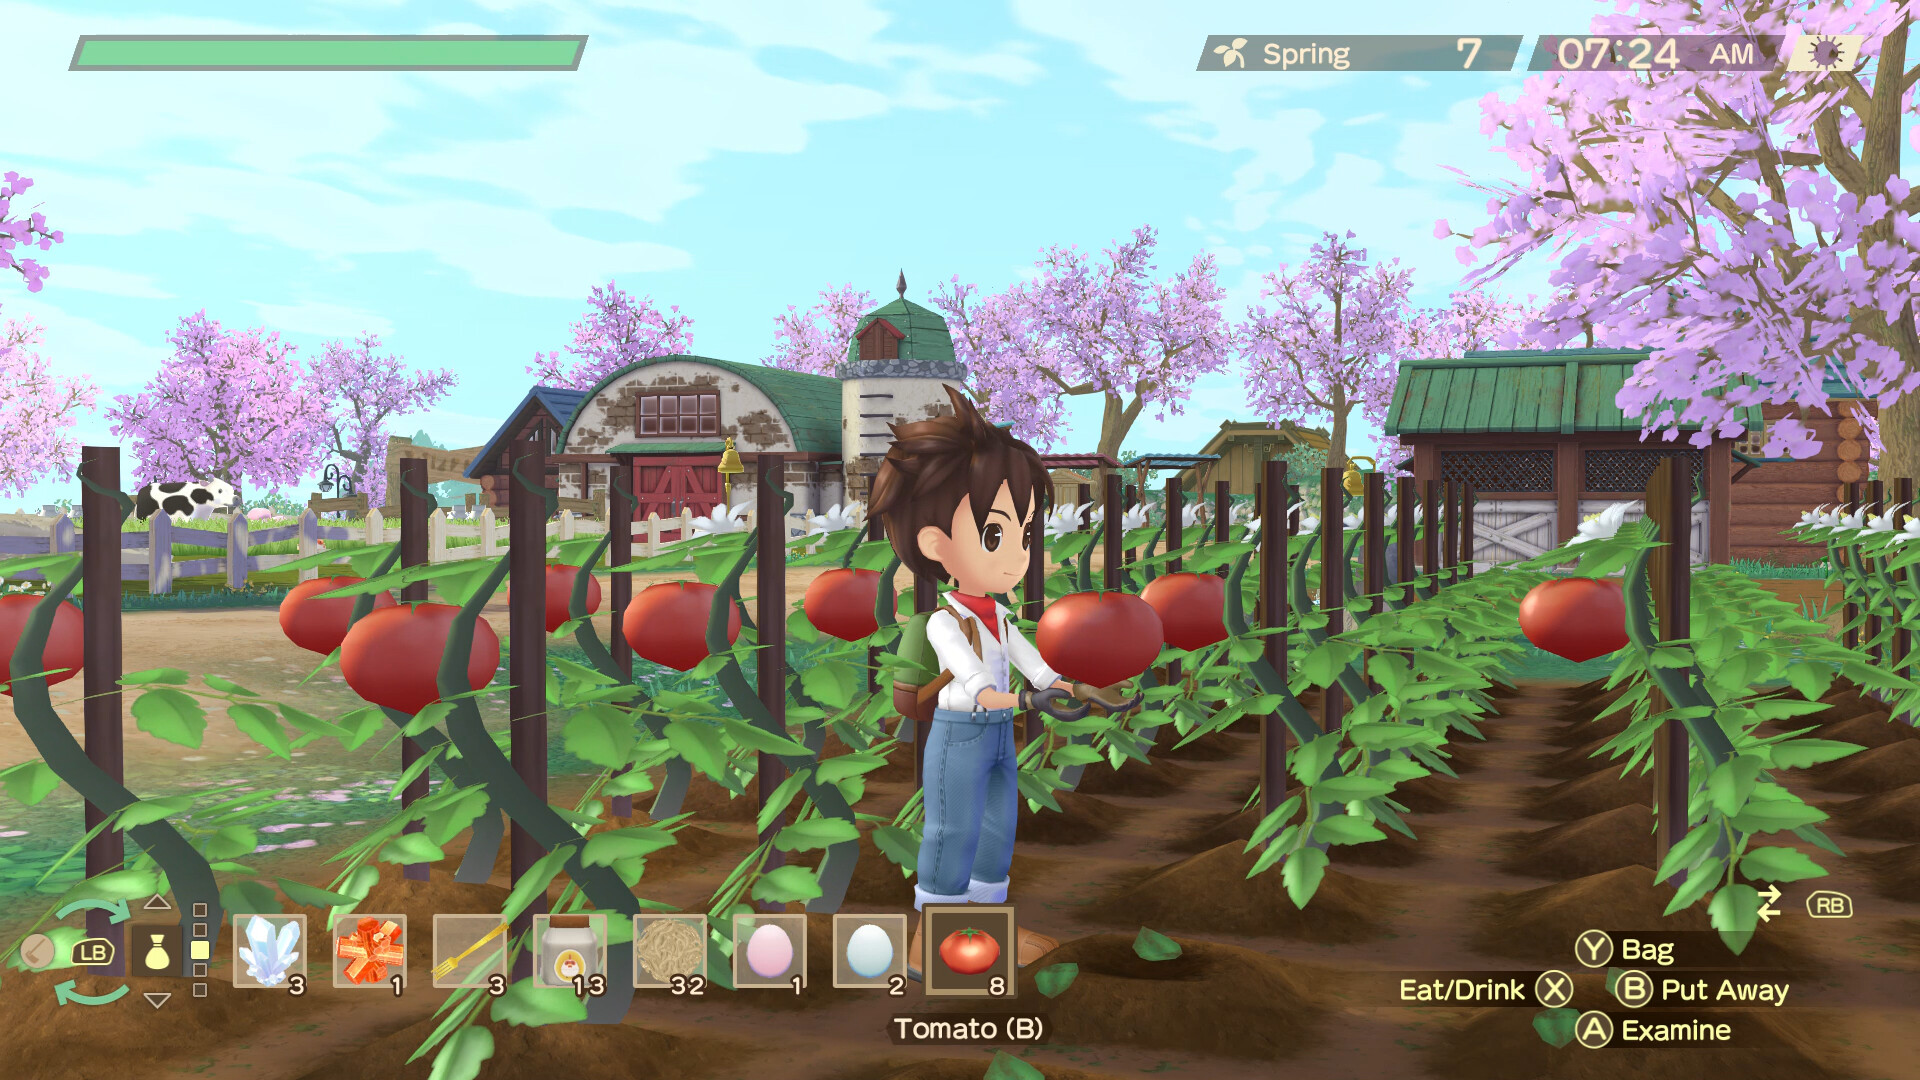 Spring 7 07:24 AM
LB
3 1 3 13 32 1 2 8
Tomato (B)
RB
Y Bag
Eat/Drink X B Put Away
A Examine